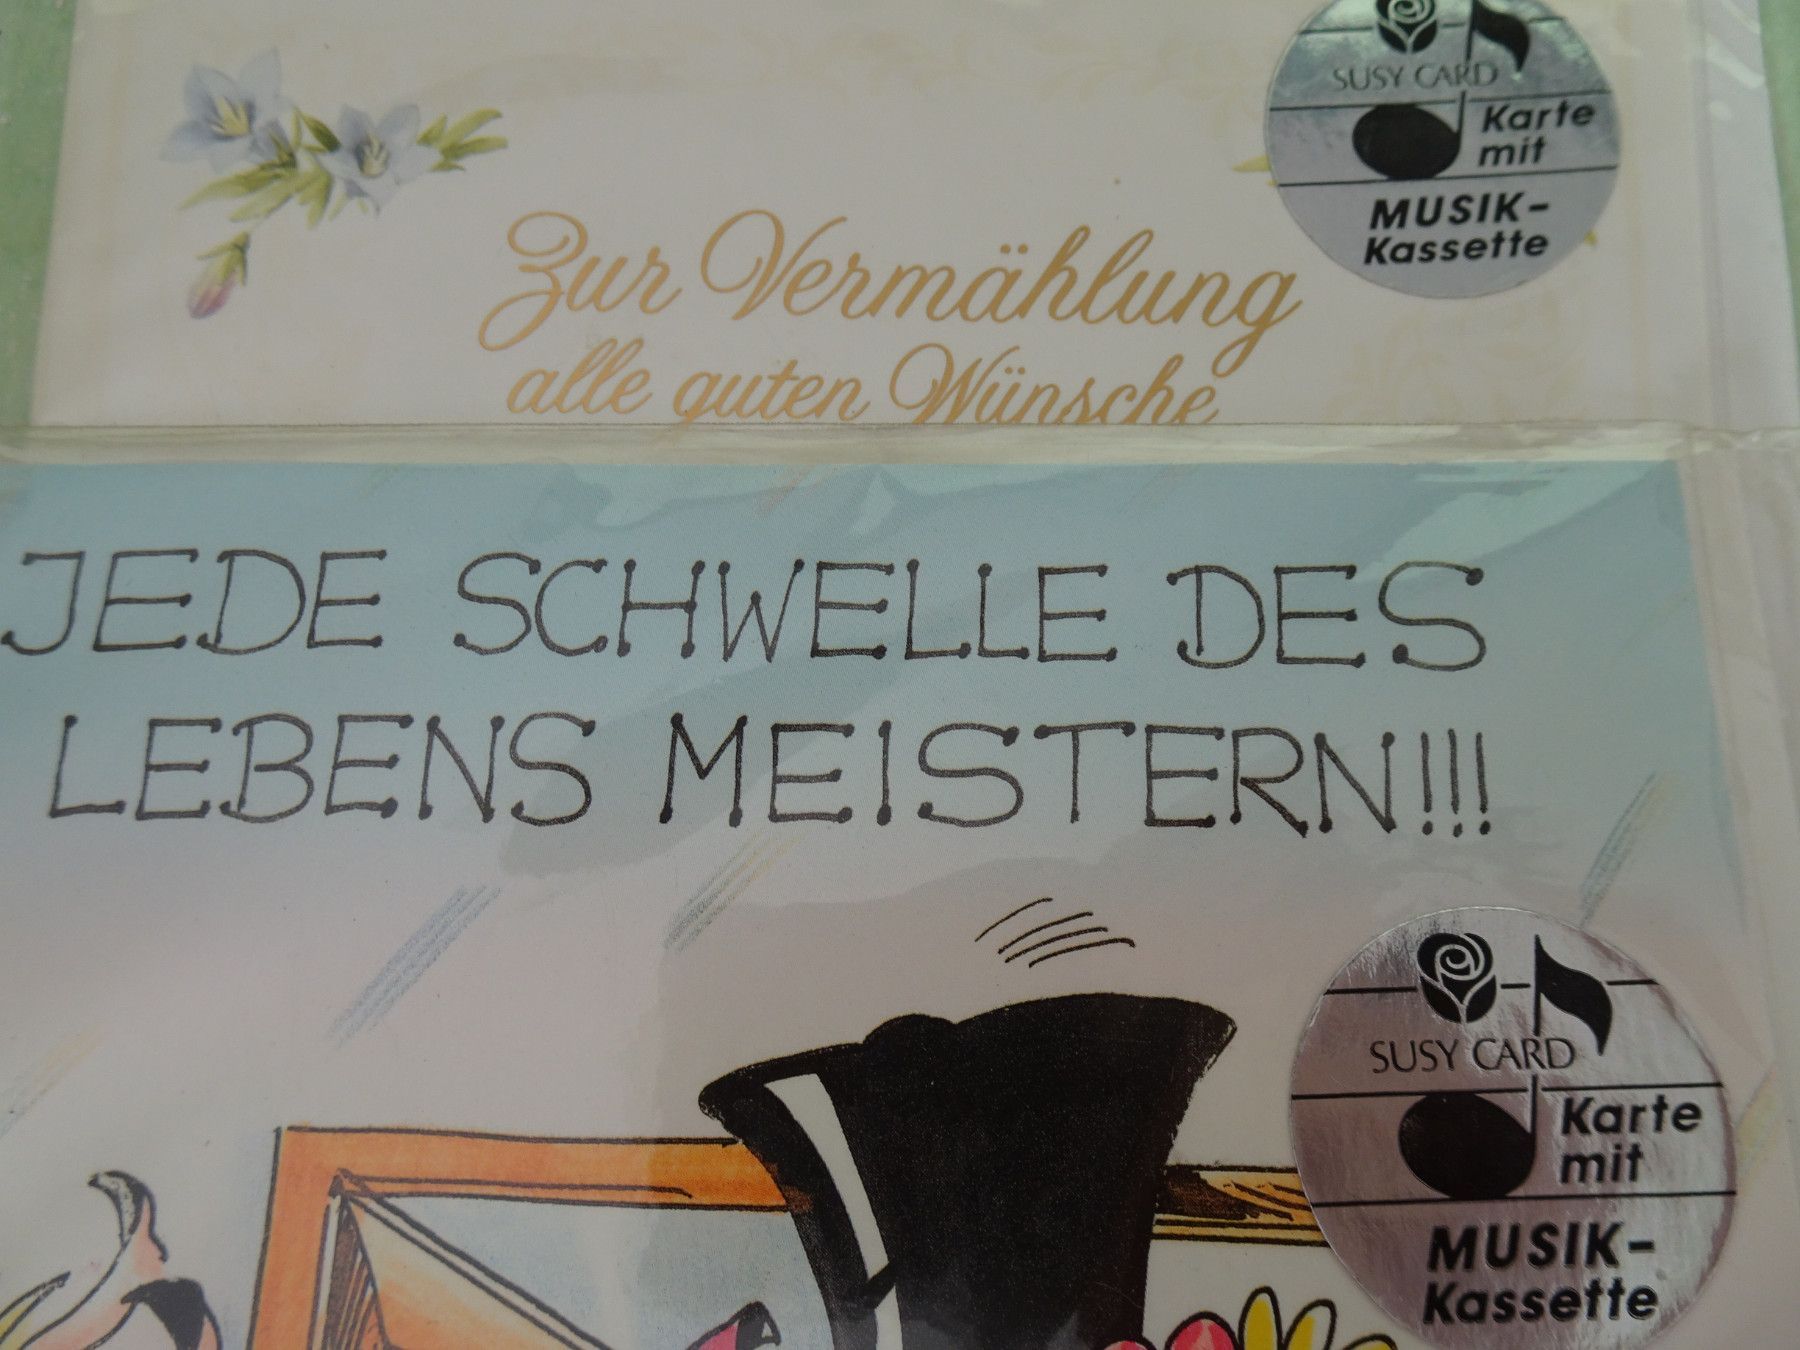 SUSY CARD
Karte
mit
MUSIK-
Kassette
Zur Vermählung
alle guten Wünsche
JEDE SCHWELLE DES
LEBENS MEISTERN!!!
SUSY CARD
Karte
mit
MUSIK-
Kassette